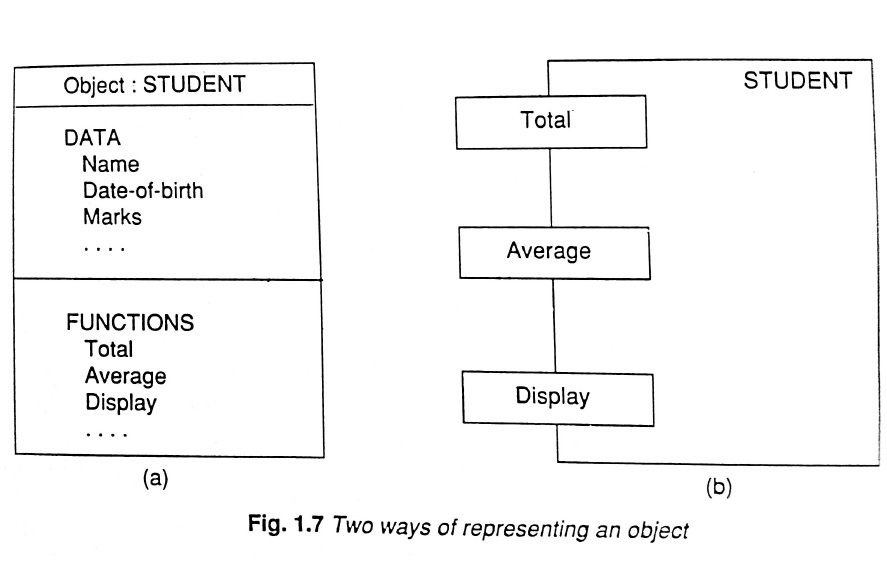 Object : STUDENT
DATA
Name
Date-of-birth
Marks
. . . .
FUNCTIONS
Total
Average
Display
. . . .
(a)
STUDENT
Total
Average
Display
(b)
Fig. 1.7 Two ways of representing an object